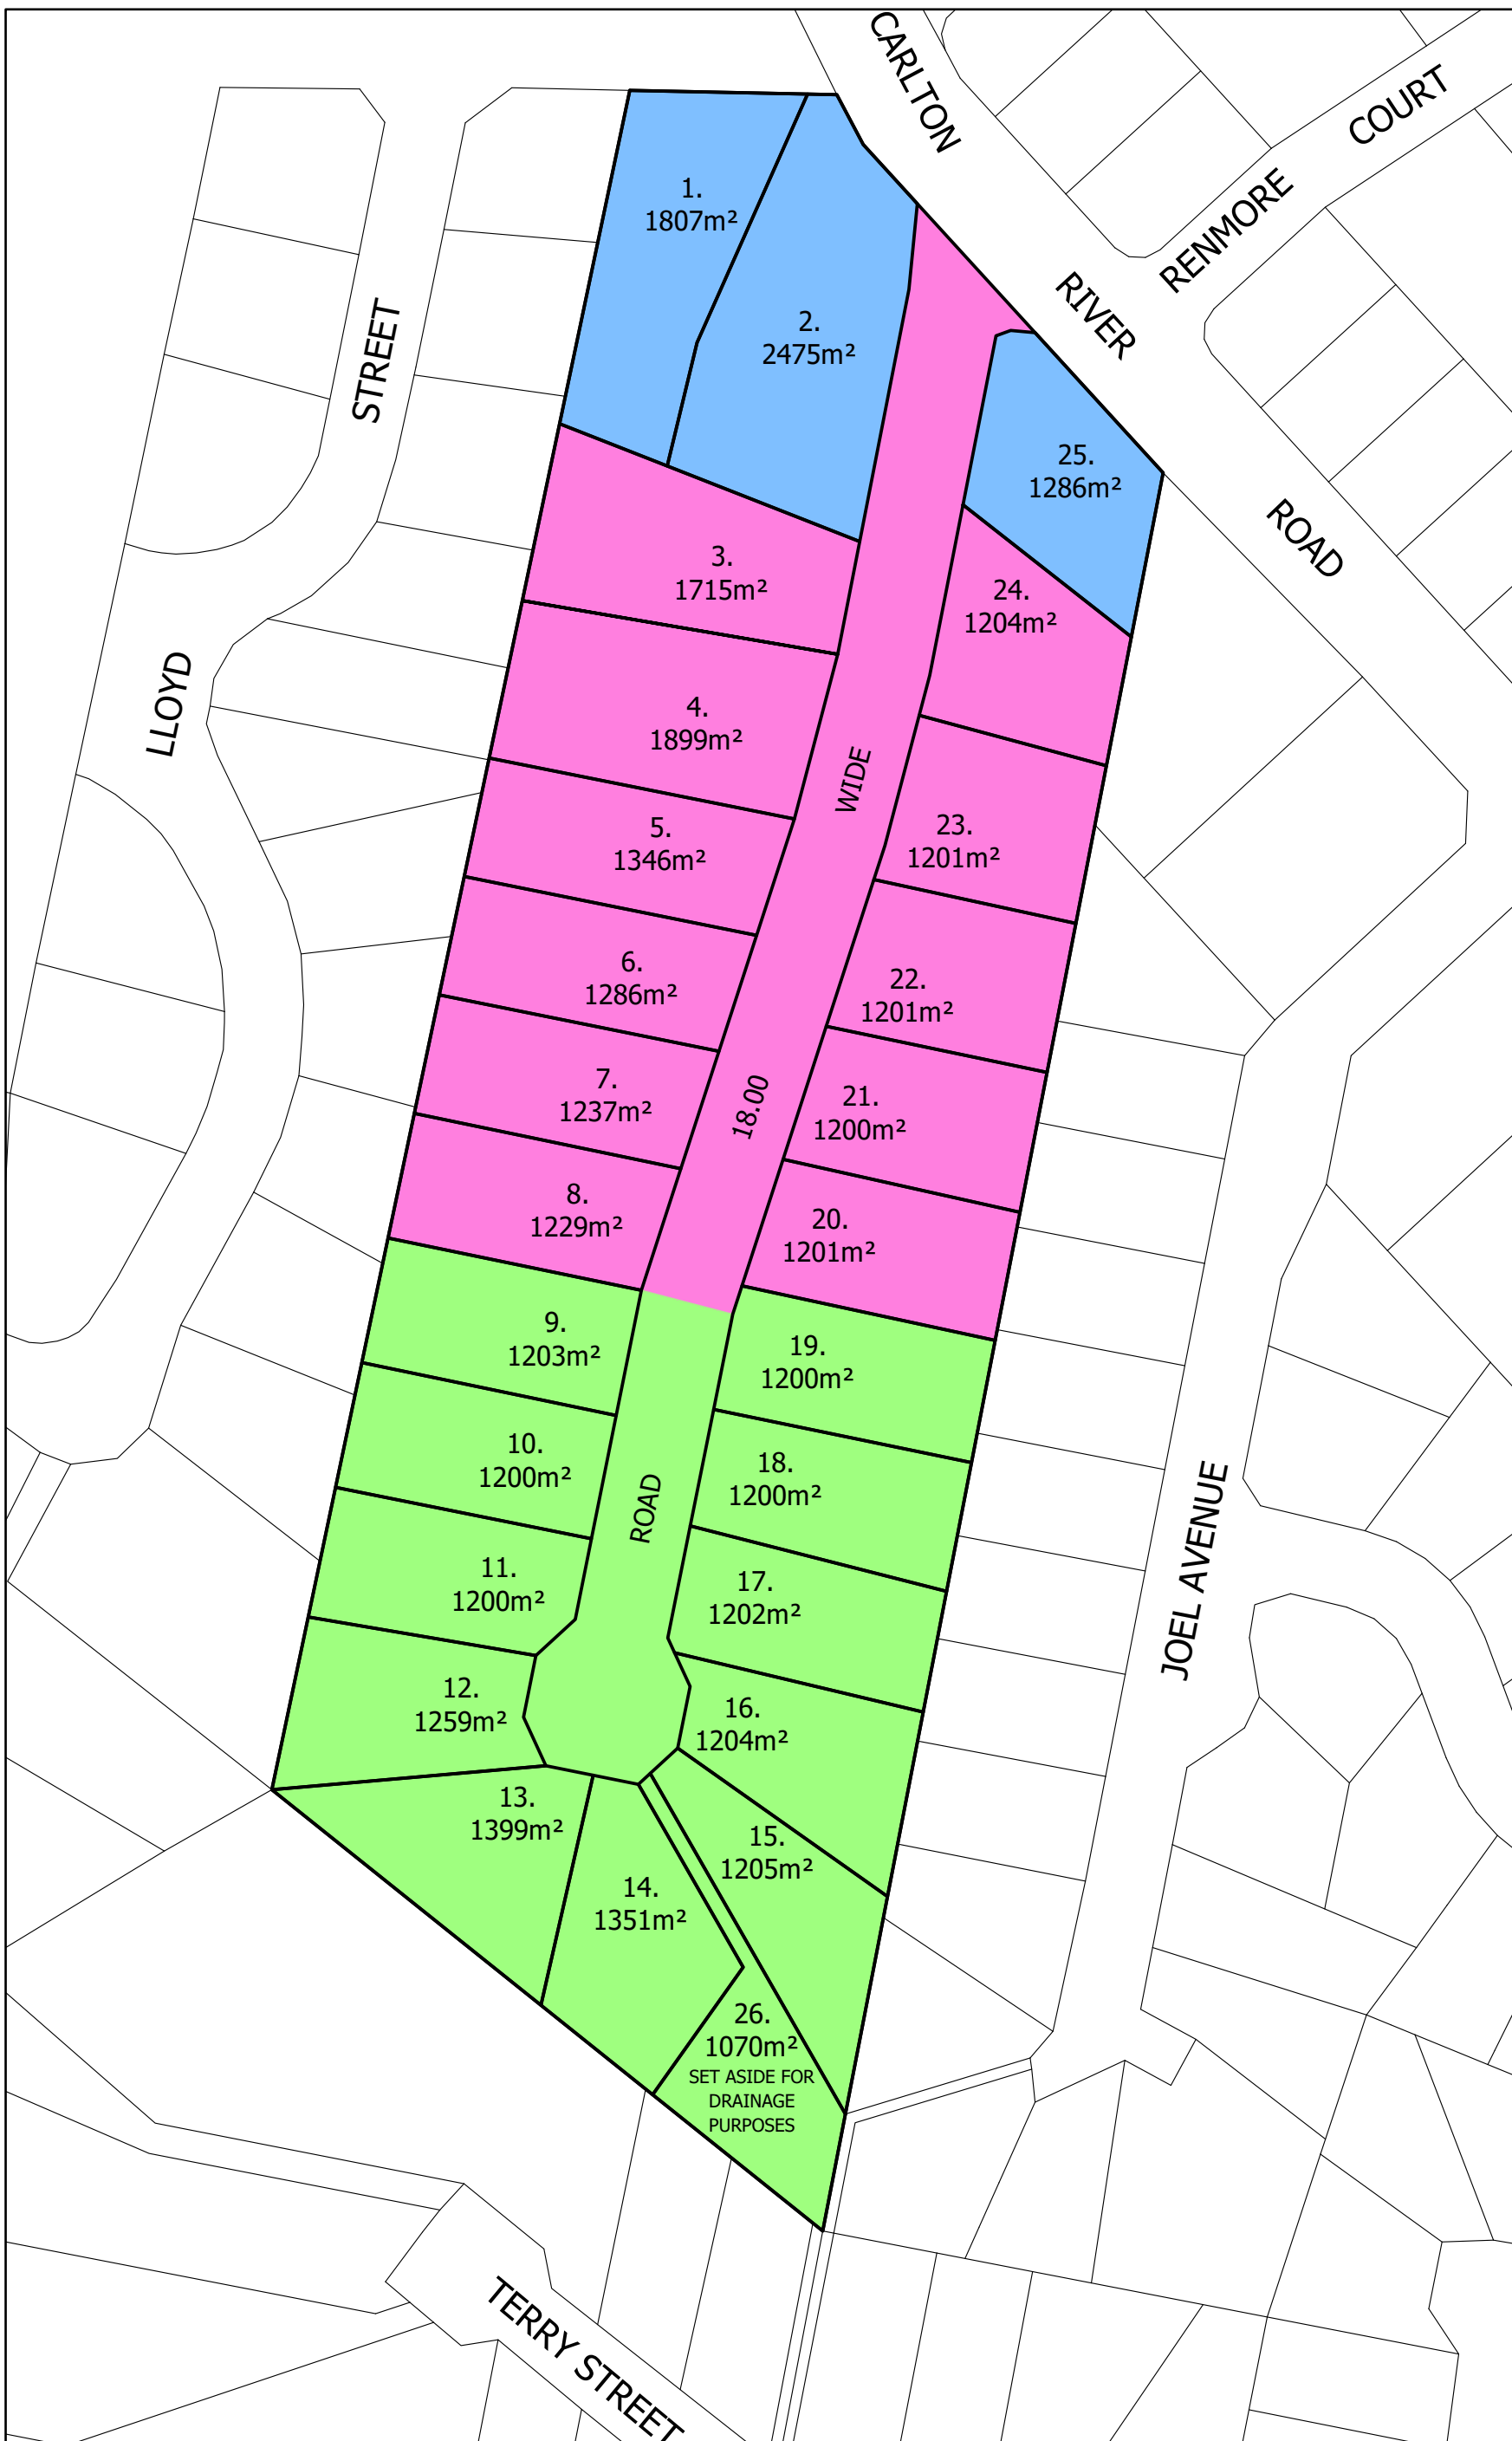 CARLTON
RIVER
ROAD
RENMORE
COURT
STREET
LLOYD
1.
1807m²
2.
2475m²
25.
1286m²
3.
1715m²
24.
1204m²
4.
1899m²
WIDE
5.
1346m²
23.
1201m²
6.
1286m²
22.
1201m²
7.
1237m²
18.00
21.
1200m²
8.
1229m²
20.
1201m²
9.
1203m²
19.
1200m²
10.
1200m²
ROAD
18.
1200m²
JOEL AVENUE
11.
1200m²
17.
1202m²
12.
1259m²
16.
1204m²
13.
1399m²
15.
1205m²
14.
1351m²
26.
1070m²
SET ASIDE FOR
DRAINAGE
PURPOSES
TERRY STREET